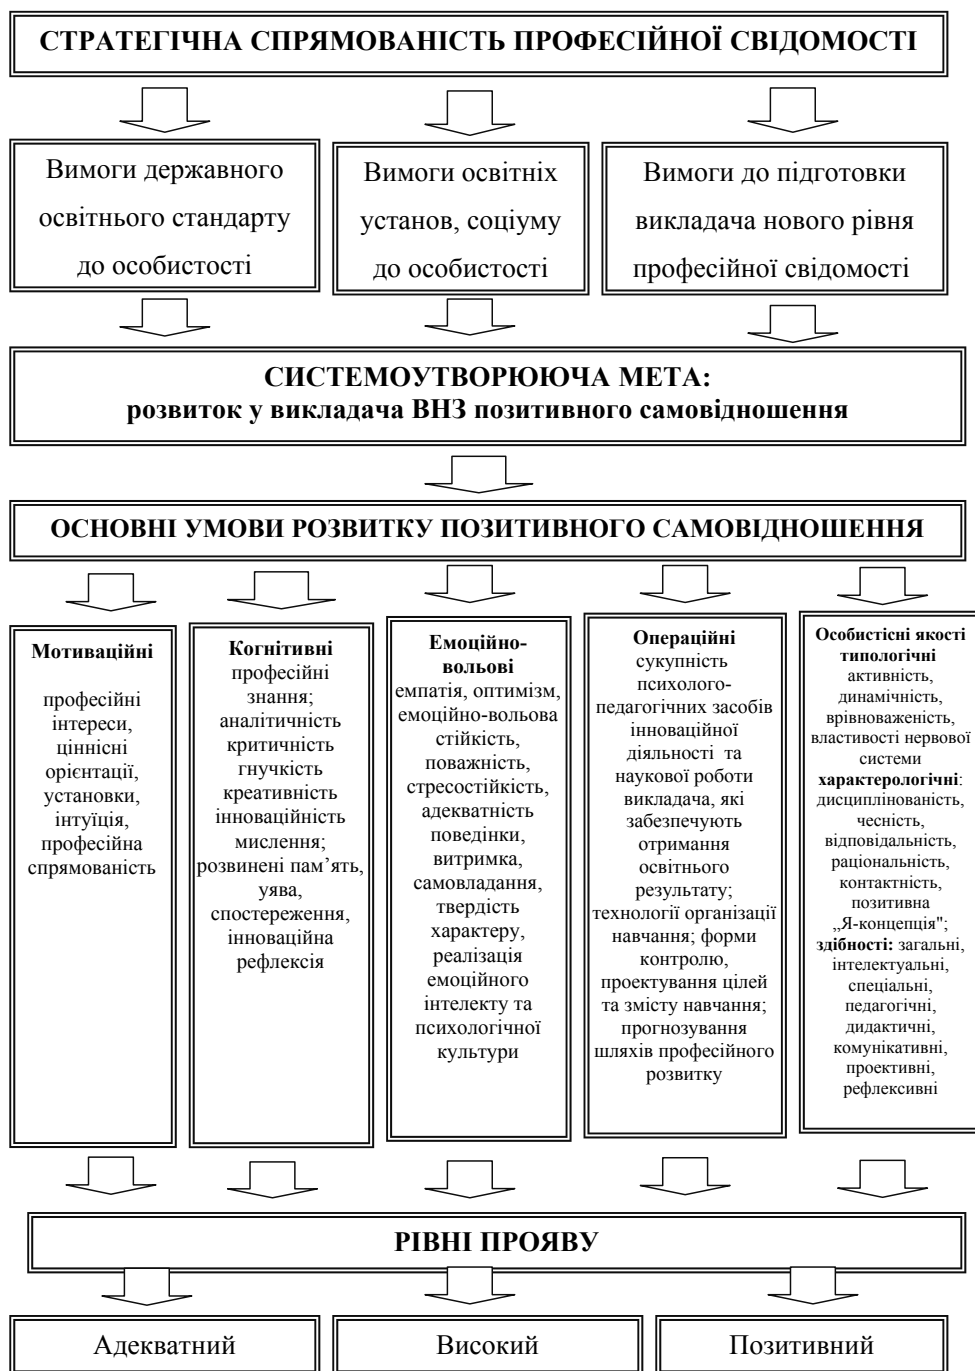 СТРАТЕГІЧНА СПРЯМОВАНІСТЬ ПРОФЕСІЙНОЇ СВІДОМОСТІ
Вимоги державного
освітнього стандарту
до особистості
Вимоги освітніх
установ, соціуму
до особистості
Вимоги до підготовки
викладача нового рівня
професійної свідомості
СИСТЕМОУТВОРЮЮЧА МЕТА:
розвиток у викладача ВНЗ позитивного самовідношення
ОСНОВНІ УМОВИ РОЗВИТКУ ПОЗИТИВНОГО САМОВІДНОШЕННЯ
Мотиваційні
професійні
інтереси,
ціннісні
орієнтації,
установки,
інтуїція,
професійна
спрямованість
Когнітивні
професійні
знання;
аналітичність
критичність
гнучкість
креативність
інноваційність
мислення;
розвинені пам’ять,
уява,
спостереження,
інноваційна
рефлексія
Емоційно-
вольові
емпатія, оптимізм,
емоційно-вольова
стійкість,
поважність,
стресостійкість,
адекватність
поведінки,
витримка,
самовладання,
твердість
характеру,
реалізація
емоційного
інтелекту та
психологічної
культури
Операційні
сукупність
психолого-
педагогічних засобів
інноваційної
діяльності та
наукової роботи
викладача, які
забезпечують
отримання
освітнього
результату;
технології організації
навчання; форми
контролю,
проектування цілей
та змісту навчання;
прогнозування
шляхів професійного
розвитку
Особистісні якості
типологічні
активність,
динамічність,
врівноваженість,
властивості нервової
системи
характерологічні:
дисциплінованість,
чесність,
відповідальність,
раціональність,
контактність,
позитивна
„Я-концепція";
здібності: загальні,
інтелектуальні,
спеціальні,
педагогічні,
дидактичні,
комунікативні,
проективні,
рефлексивні
РІВНІ ПРОЯВУ
Адекватний
Високий
Позитивний